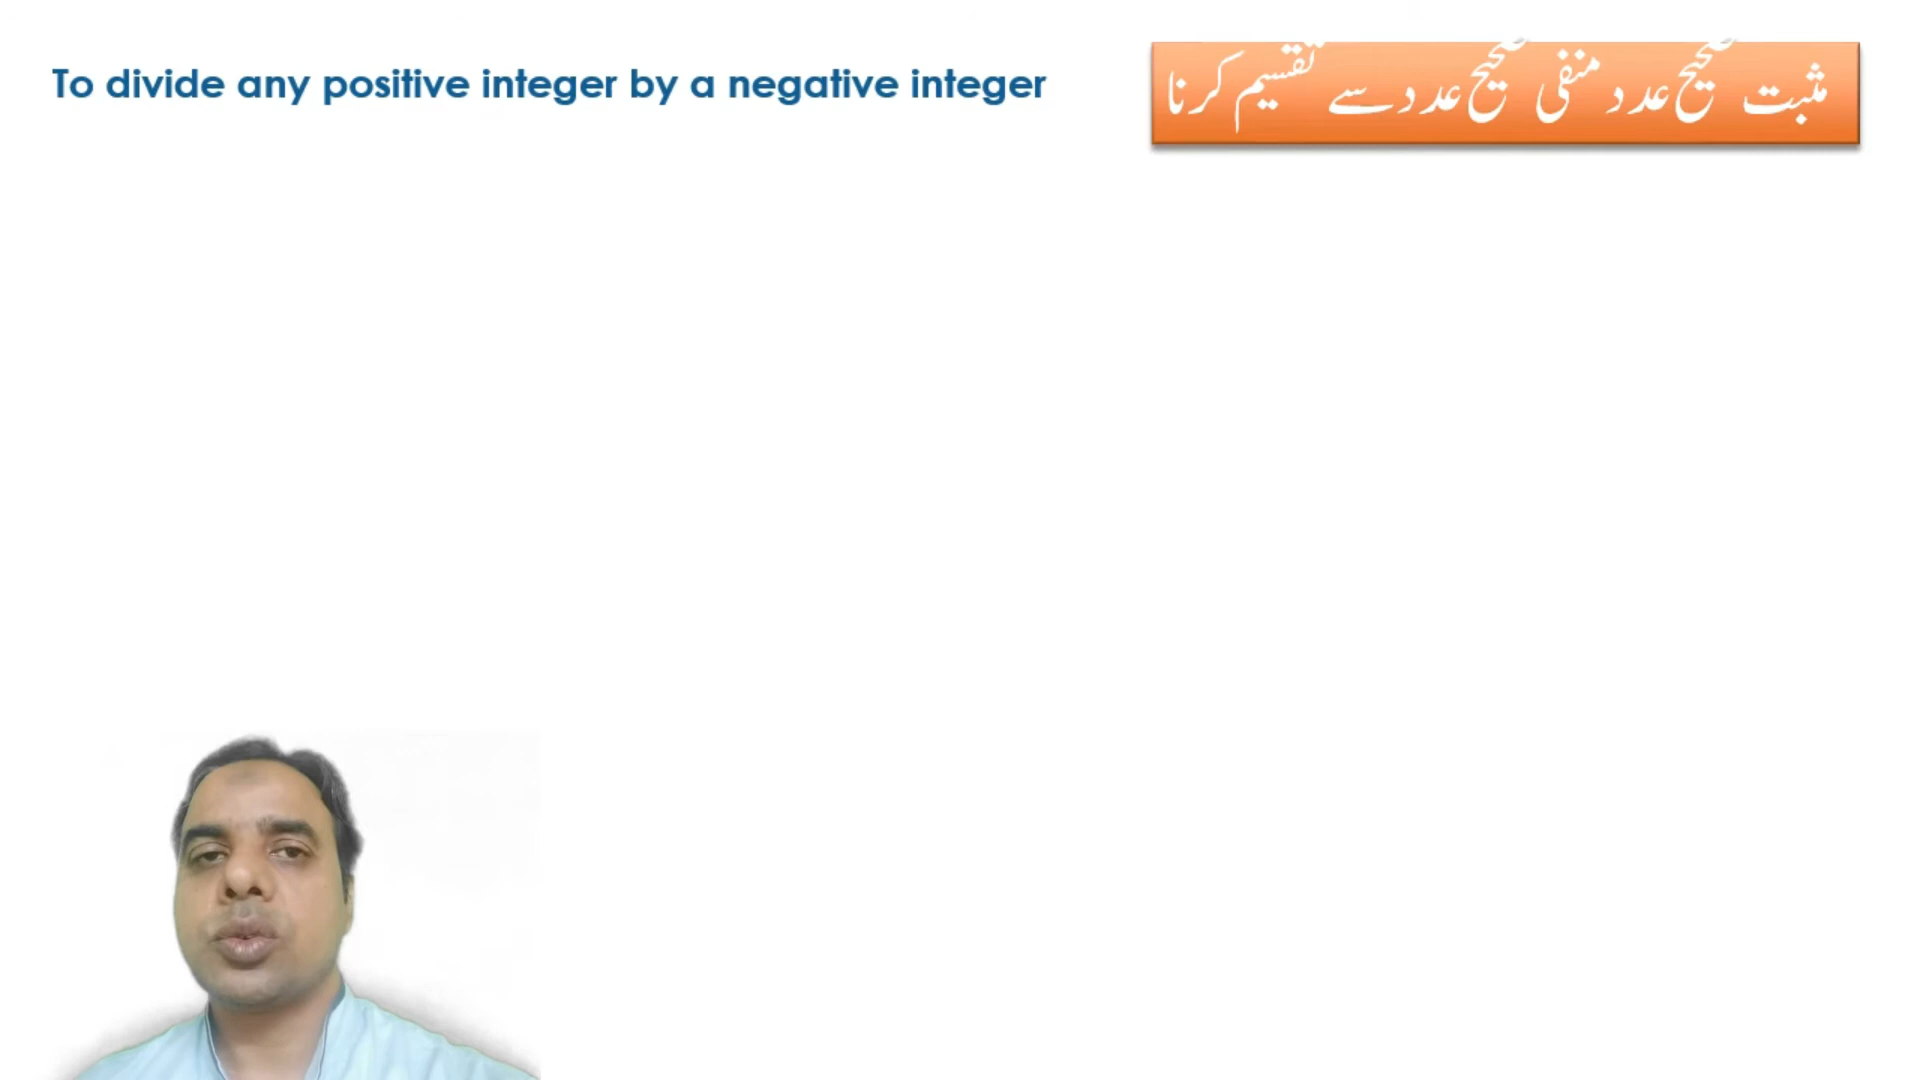 To divide any positive integer by a negative integer
مثبت صحیح عدد منفی صحیح عدد سے تقسیم کرنا